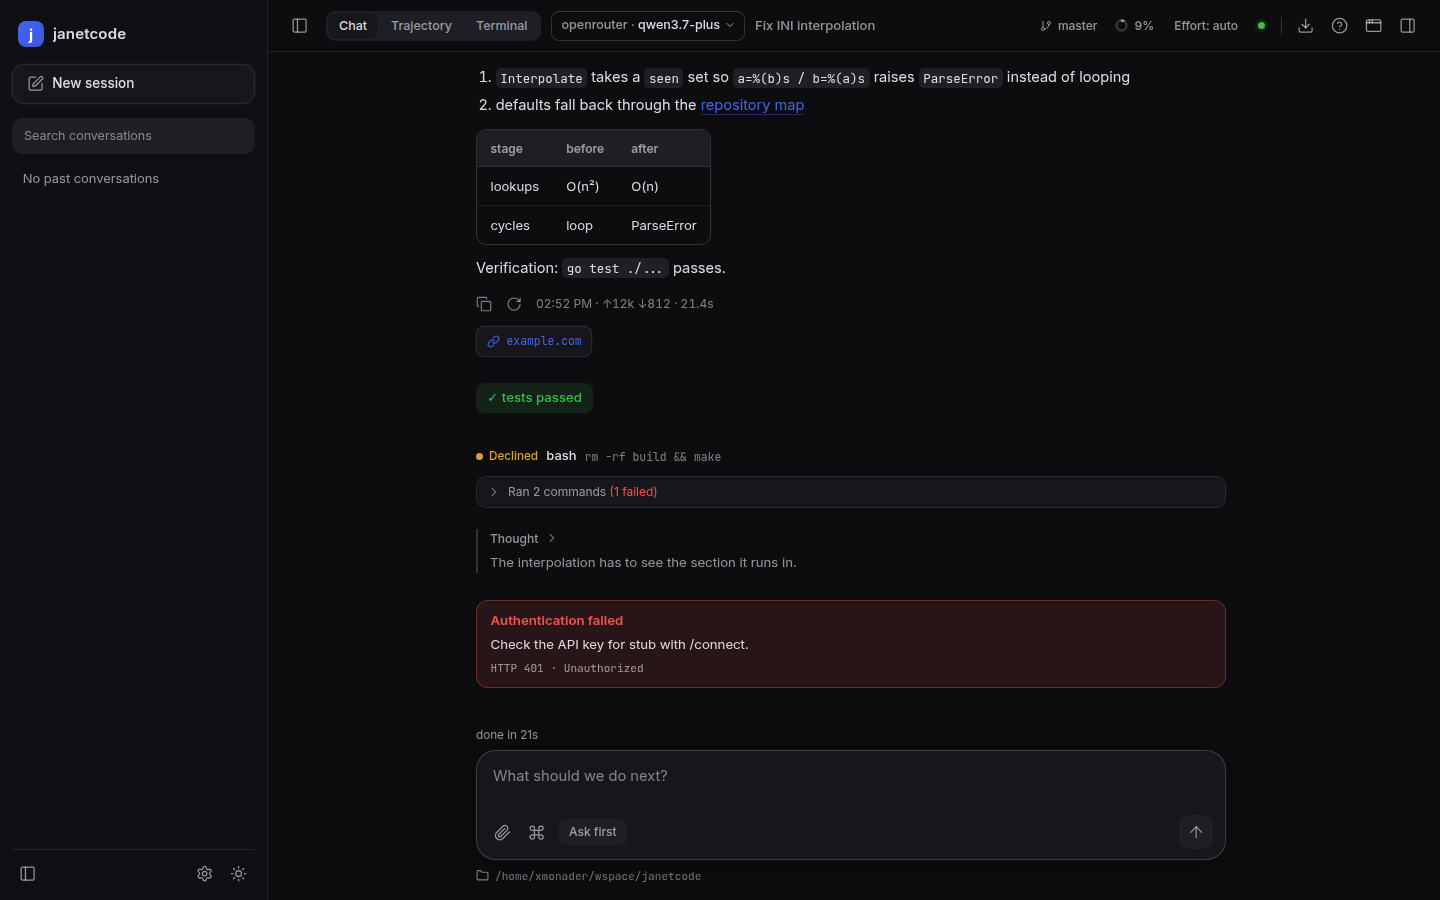 j janetcode
New session
Search conversations
No past conversations
Chat Trajectory Terminal openrouter · qwen3.7-plus Fix INI interpolation master 9% Effort: auto
1. Interpolate takes a seen set so a=%(b)s / b=%(a)s raises ParseError instead of looping
2. defaults fall back through the repository map
stage before after
lookups O(n²) O(n)
cycles loop ParseError
Verification: go test ./... passes.
02:52 PM · ↑12k ↓812 · 21.4s
example.com
✓ tests passed
Declined bash rm -rf build && make
Ran 2 commands (1 failed)
Thought
The interpolation has to see the section it runs in.
Authentication failed
Check the API key for stub with /connect.
HTTP 401 · Unauthorized
done in 21s
What should we do next?
Ask first
/home/xmonader/wspace/janetcode